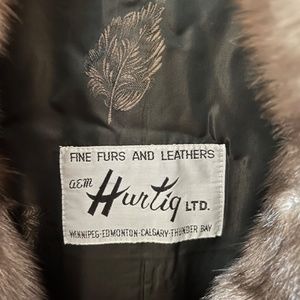 FINE FURS AND LEATHERS
A&M
Hurtig LTD.
WINNIPEG-EDMONTON-CALGARY-THUNDER BAY